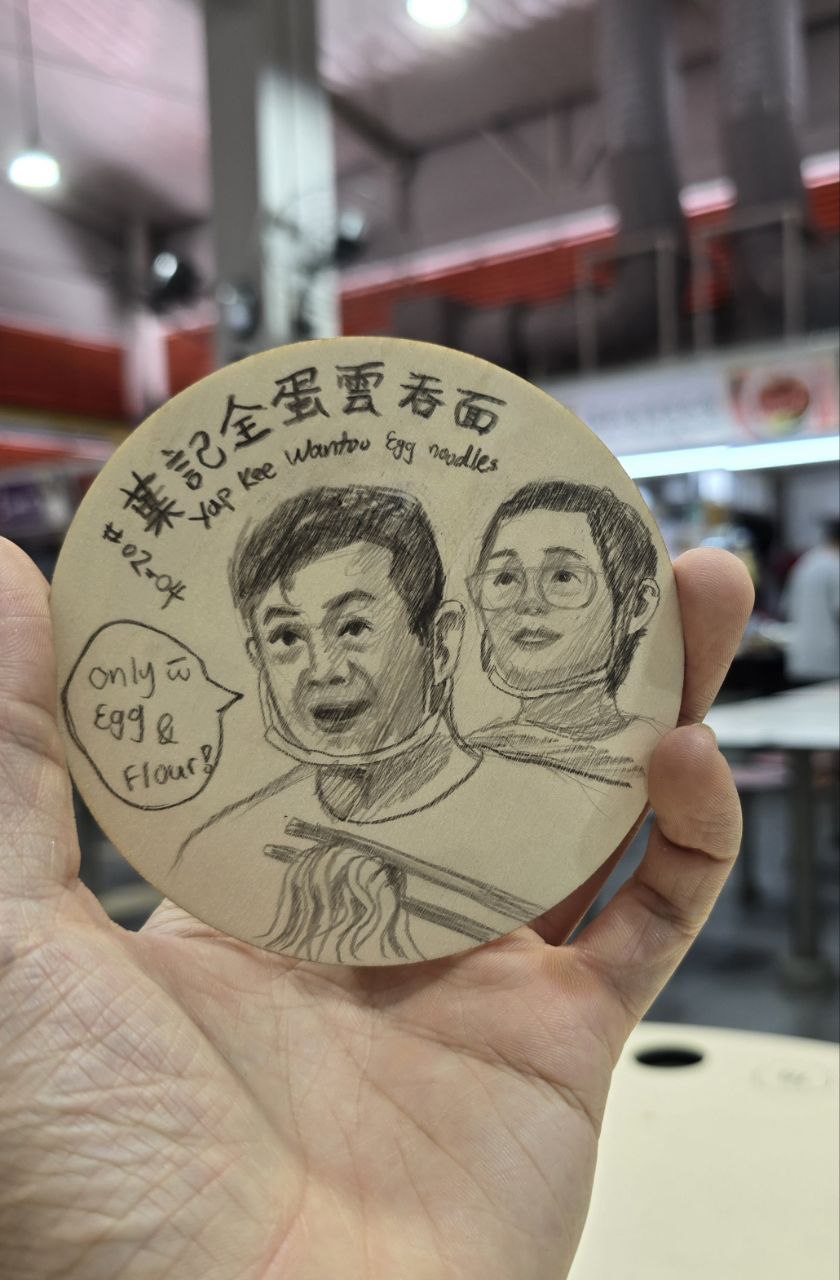 葉記全蛋雲吞面
Yap Kee Wantou Egg noodles
#02-04
only ω̄
Egg &
Flour!